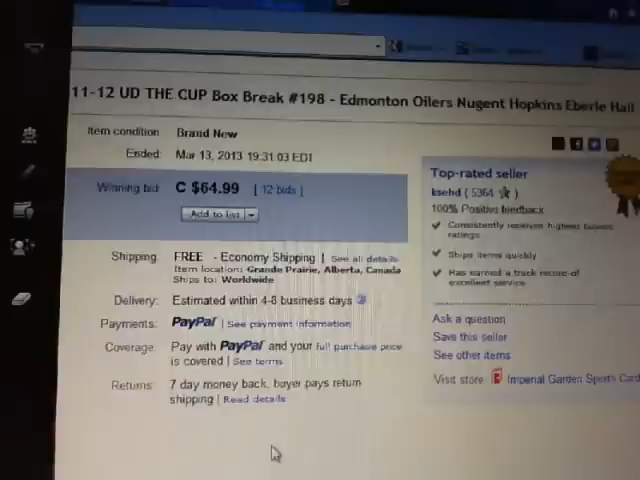 11-12 UD THE CUP Box Break #198 - Edmonton Oilers Nugent Hopkins Eberle Hall
Item condition Brand New
Ended: Mar 13, 2013 19:31:03 EDT
Winning bid: C $64.99 [ 12 bids ]
Add to list
Shipping: FREE - Economy Shipping | See all details
Item location: Grande Prairie, Alberta, Canada
Ships to: Worldwide
Delivery: Estimated within 4-8 business days
Payments: PayPal | See payment information
Coverage: Pay with PayPal and your full purchase price
is covered | See terms
Returns: 7 day money back, buyer pays return
shipping | Read details
Top-rated seller
ksehd ( 5364 )
100% Positive feedback
Consistently receives highest buyers
ratings
Ships items quickly
Has earned a track record of
excellent service
Ask a question
Save this seller
See other items
Visit store: Imperial Garden Sports Card